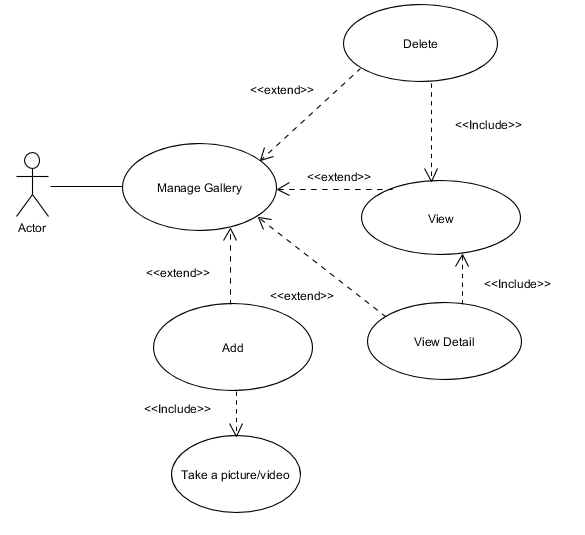 Delete
<<extend>>
<<Include>>
<<extend>>
Manage Gallery
View
Actor
<<extend>>
<<Include>>
<<extend>>
Add
View Detail
<<Include>>
Take a picture/video